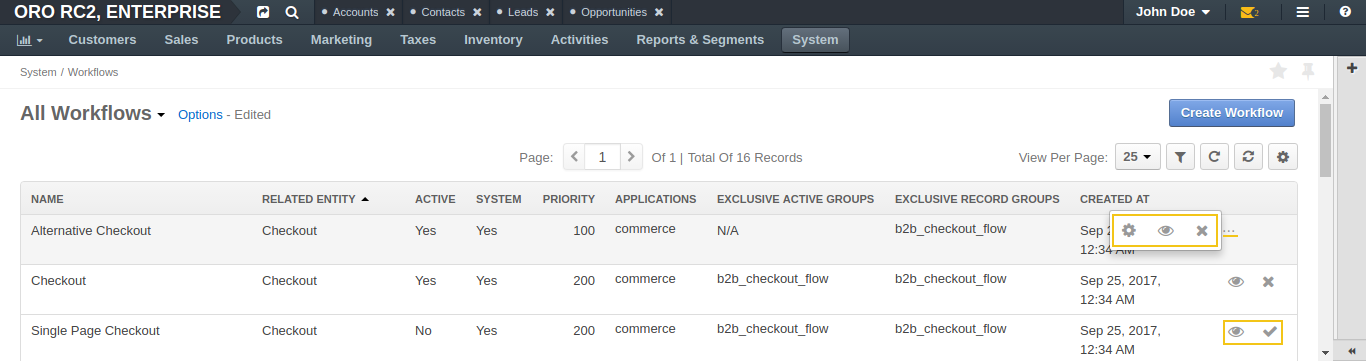 ORO RC2, ENTERPRISE Accounts Contacts Leads Opportunities John Doe 2
Customers Sales Products Marketing Taxes Inventory Activities Reports & Segments System
System / Workflows
All Workflows Options - Edited Create Workflow
Page: 1 Of 1 | Total Of 16 Records View Per Page: 25
NAME RELATED ENTITY ACTIVE SYSTEM PRIORITY APPLICATIONS EXCLUSIVE ACTIVE GROUPS EXCLUSIVE RECORD GROUPS CREATED AT
Alternative Checkout Checkout Yes Yes 100 commerce N/A b2b_checkout_flow Sep ...
12:34 AM
Checkout Checkout Yes Yes 200 commerce b2b_checkout_flow b2b_checkout_flow Sep 25, 2017,
12:34 AM
Single Page Checkout Checkout No Yes 200 commerce b2b_checkout_flow b2b_checkout_flow Sep 25, 2017,
12:34 AM